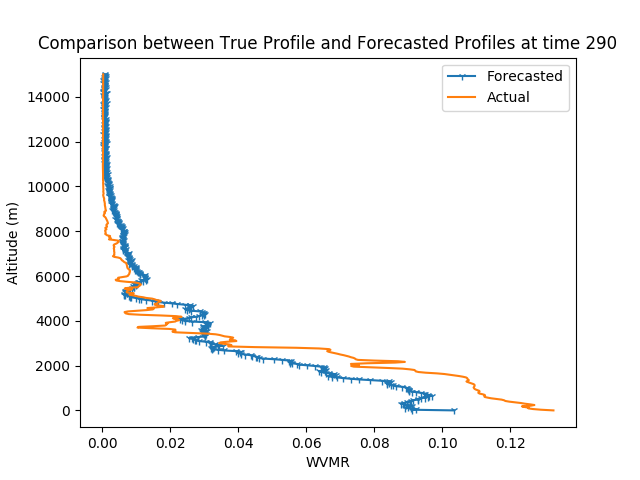 Comparison between True Profile and Forecasted Profiles at time 290
Forecasted
Actual
14000
12000
10000
8000
6000
4000
2000
0
Altitude (m)
0.00 0.02 0.04 0.06 0.08 0.10 0.12
WVMR